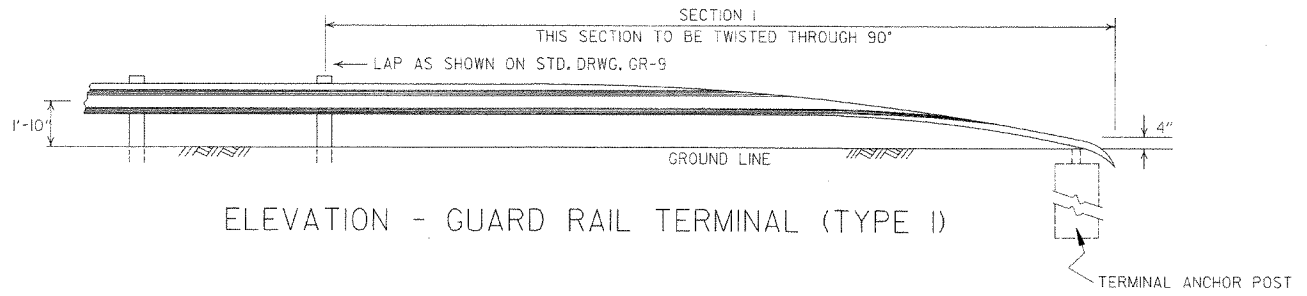 SECTION I
THIS SECTION TO BE TWISTED THROUGH 90°
LAP AS SHOWN ON STD. DRWG. GR-9
1'-10"
4"
GROUND LINE
ELEVATION - GUARD RAIL TERMINAL (TYPE I)
TERMINAL ANCHOR POST